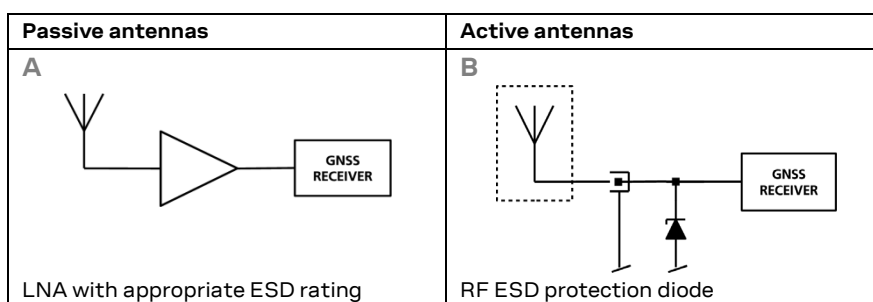 Passive antennas
Active antennas
A
GNSS
RECEIVER
LNA with appropriate ESD rating
B
GNSS
RECEIVER
RF ESD protection diode